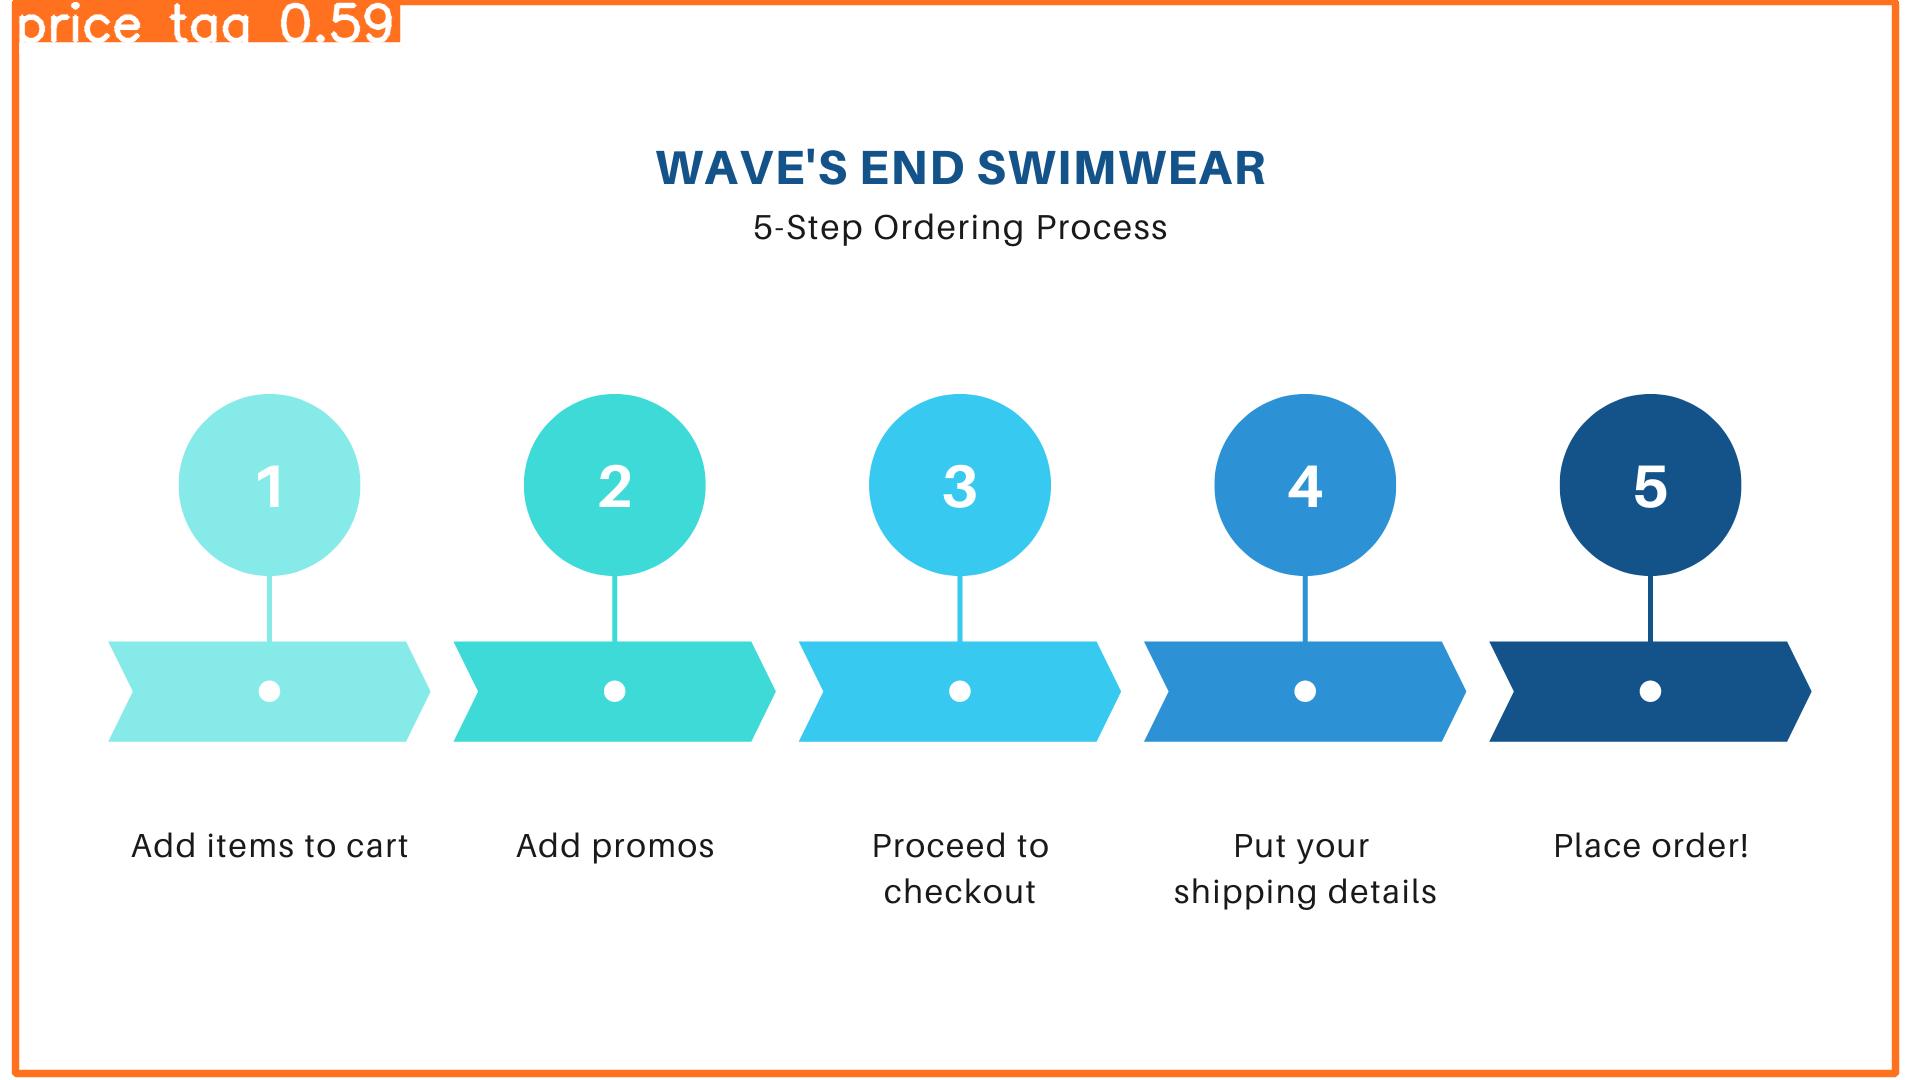 price tag 0.59
WAVE'S END SWIMWEAR
5-Step Ordering Process
1
2
3
4
5
Add items to cart
Add promos
Proceed to
checkout
Put your
shipping details
Place order!